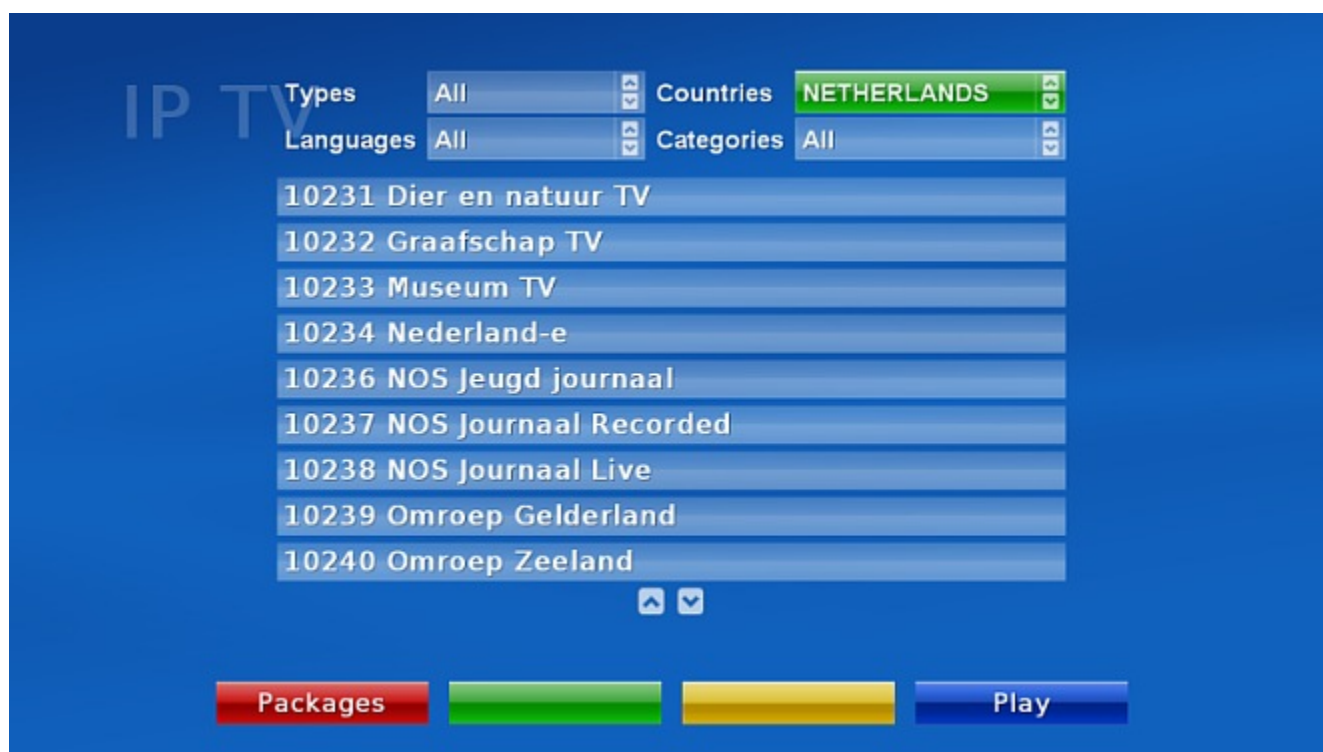 IP TV
Types All Countries NETHERLANDS
Languages All Categories All
10231 Dier en natuur TV
10232 Graafschap TV
10233 Museum TV
10234 Nederland-e
10236 NOS Jeugd journaal
10237 NOS Journaal Recorded
10238 NOS Journaal Live
10239 Omroep Gelderland
10240 Omroep Zeeland
Packages Play